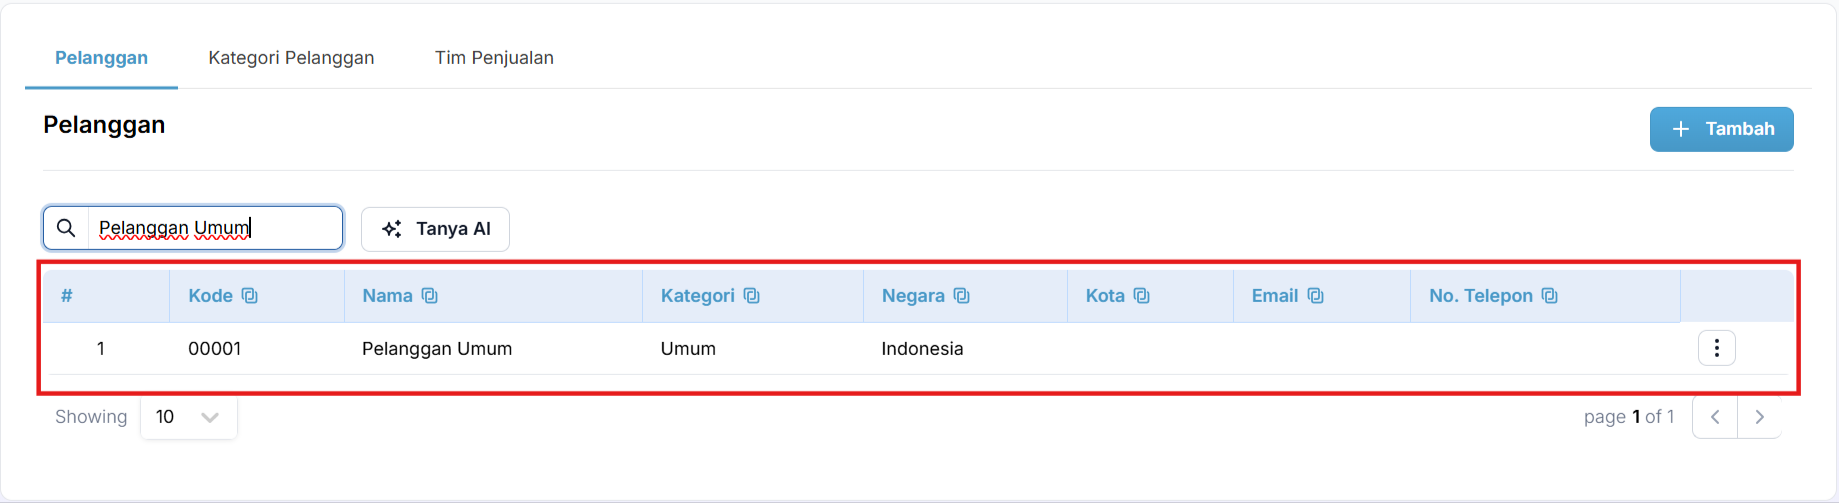 Pelanggan Kategori Pelanggan Tim Penjualan
Pelanggan
+ Tambah
Pelanggan Umum Tanya AI
# Kode Nama Kategori Negara Kota Email No. Telepon
1 00001 Pelanggan Umum Umum Indonesia
Showing 10 page 1 of 1